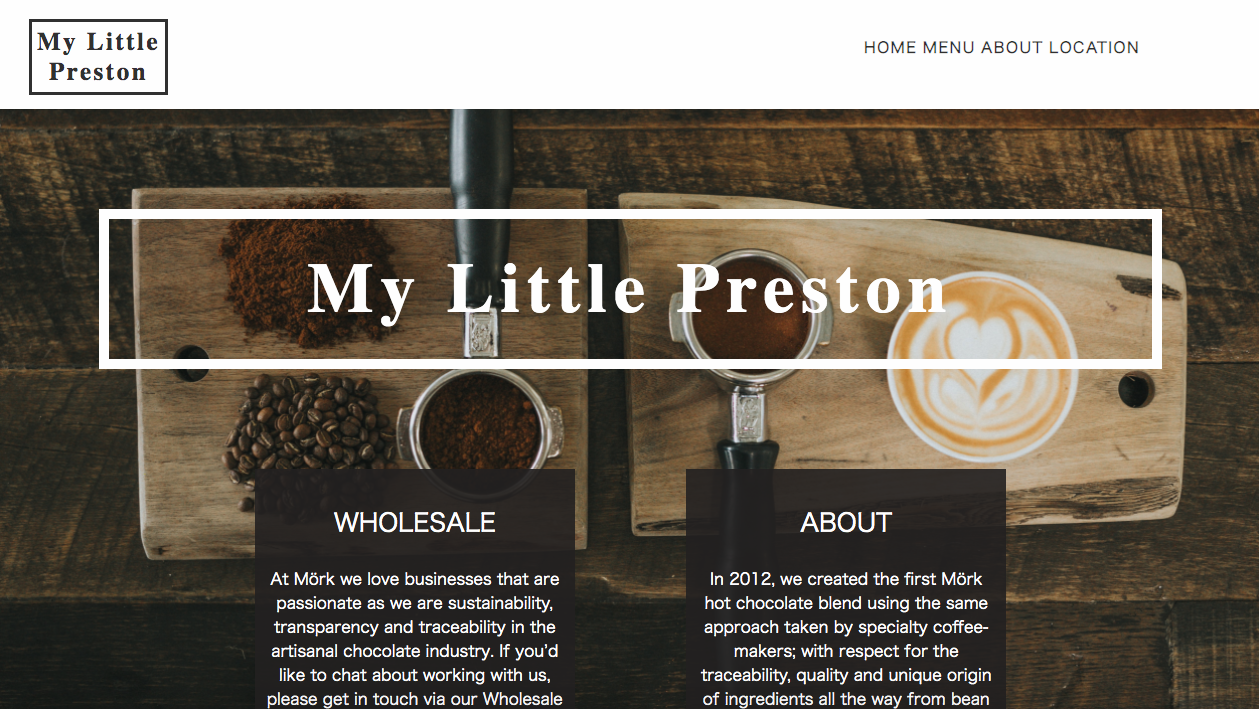 My Little
Preston
HOME MENU ABOUT LOCATION
My Little Preston
WHOLESALE
At Mörk we love businesses that are
passionate as we are sustainability,
transparency and traceability in the
artisanal chocolate industry. If you'd
like to chat about working with us,
please get in touch via our Wholesale
ABOUT
In 2012, we created the first Mörk
hot chocolate blend using the same
approach taken by specialty coffee-
makers; with respect for the
traceability, quality and unique origin
of ingredients all the way from bean